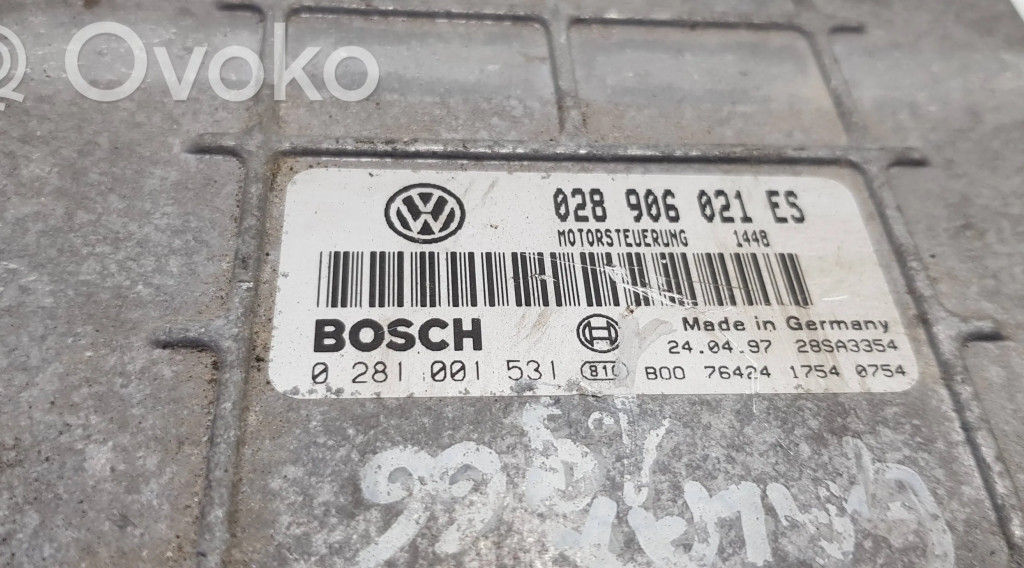 Ovoko
028 906 021 ES
MOTORSTEUERUNG 1448
BOSCH
Made in Germany
24.04.97 28SA3354
0 281 001 531 B00 76424 1754 0754